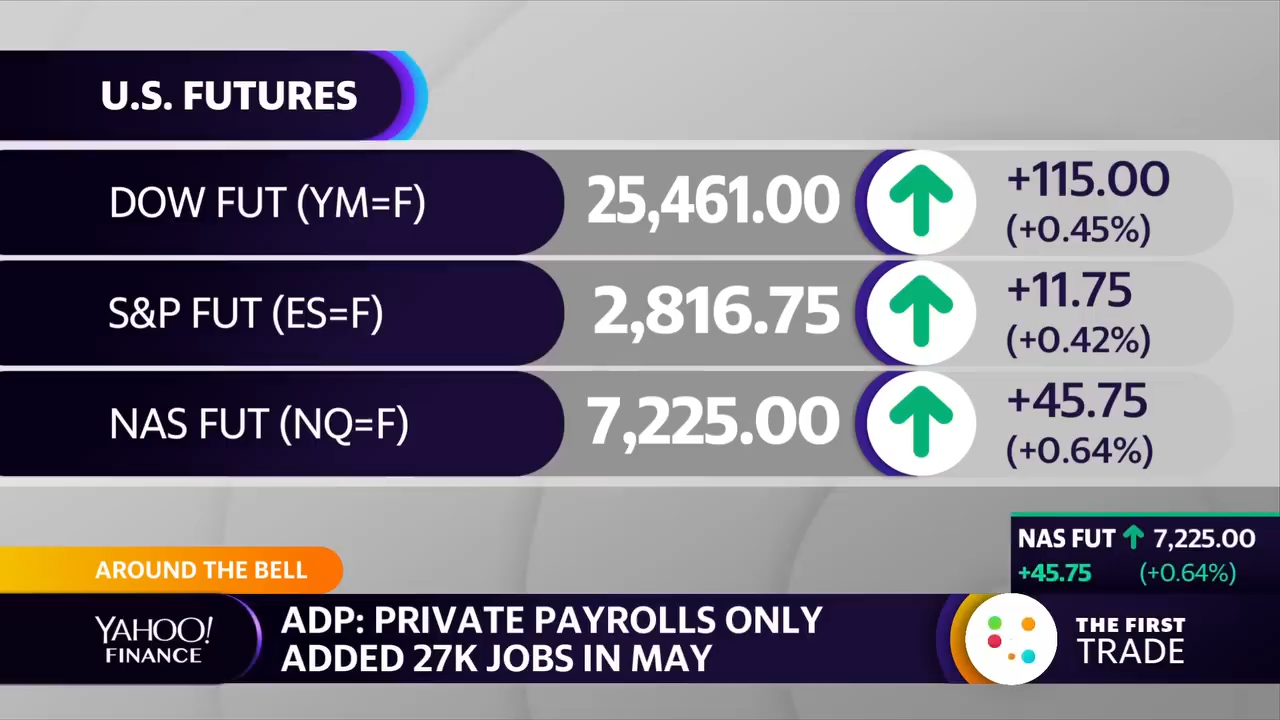 U.S. FUTURES
DOW FUT (YM=F) 25,461.00 +115.00
(+0.45%)
S&P FUT (ES=F) 2,816.75 +11.75
(+0.42%)
NAS FUT (NQ=F) 7,225.00 +45.75
(+0.64%)
NAS FUT 7,225.00
+45.75 (+0.64%)
AROUND THE BELL
YAHOO!
FINANCE
ADP: PRIVATE PAYROLLS ONLY
ADDED 27K JOBS IN MAY
THE FIRST
TRADE